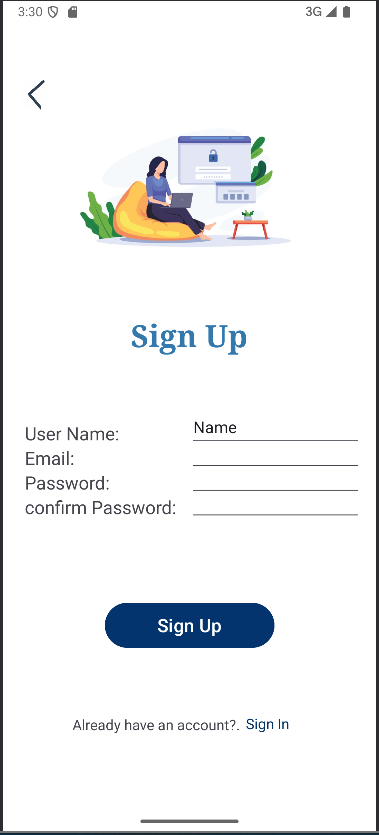 3:30 3G
Sign Up
User Name: Name
Email:
Password:
confirm Password:
Sign Up
Already have an account?. Sign In